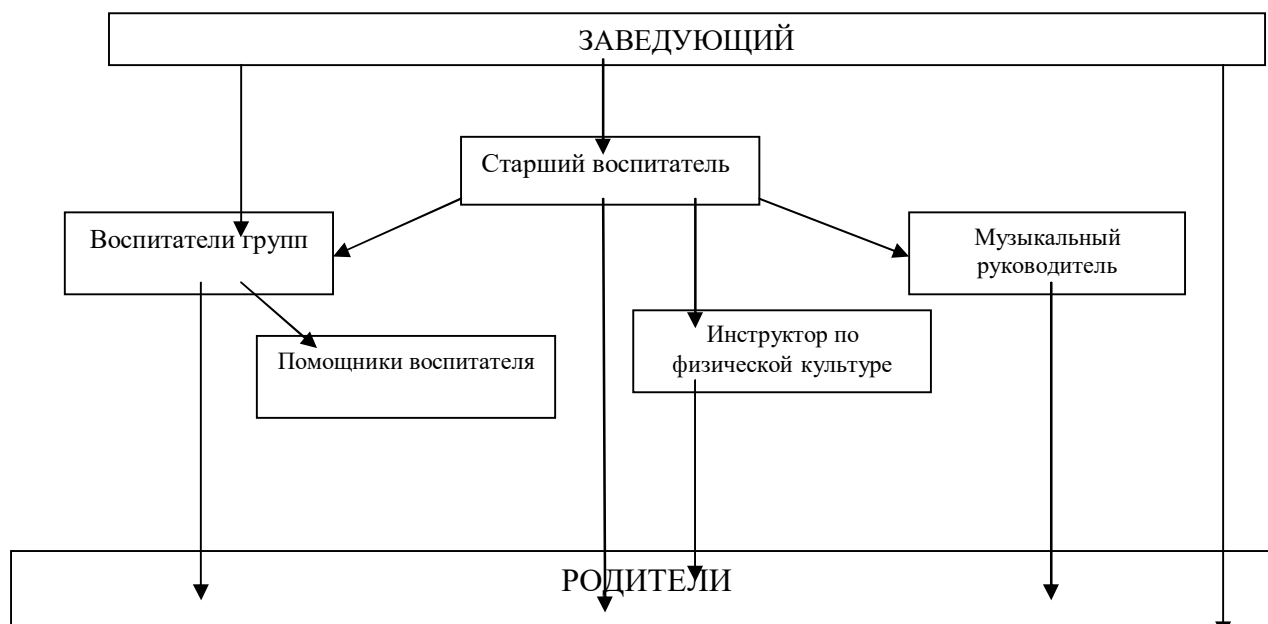 ЗАВЕДУЮЩИЙ
Старший воспитатель
Воспитатели групп
Музыкальный
руководитель
Инструктор по
физической культуре
Помощники воспитателя
РОДИТЕЛИ